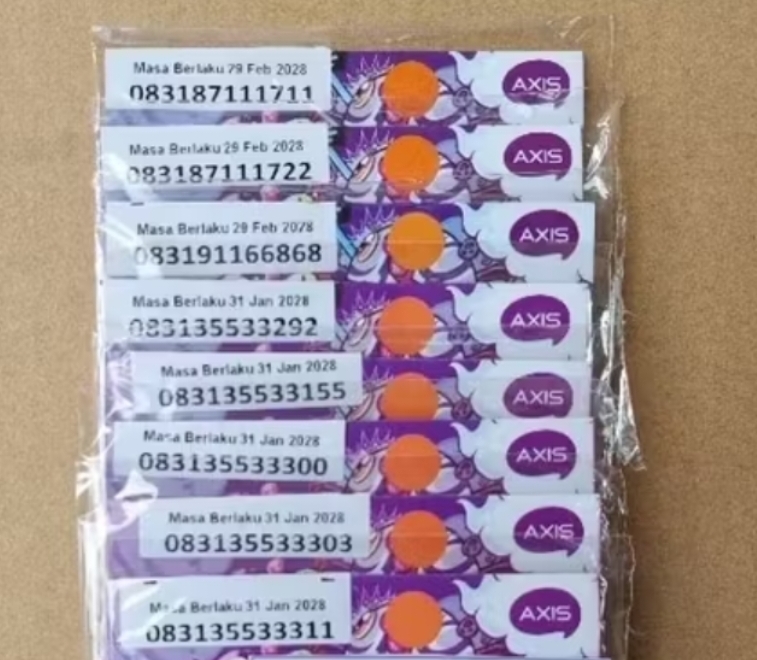 Masa Berlaku 29 Feb 2028
083187111711
AXIS
Masa Berlaku 29 Feb 2028
083187111722
AXIS
Masa Berlaku 29 Feb 2028
083191166868
AXIS
Masa Berlaku 31 Jan 2028
083135533292
AXIS
Masa Berlaku 31 Jan 2028
083135533155
AXIS
Masa Berlaku 31 Jan 2028
083135533300
AXIS
Masa Berlaku 31 Jan 2028
083135533303
AXIS
Masa Berlaku 31 Jan 2028
083135533311
AXIS